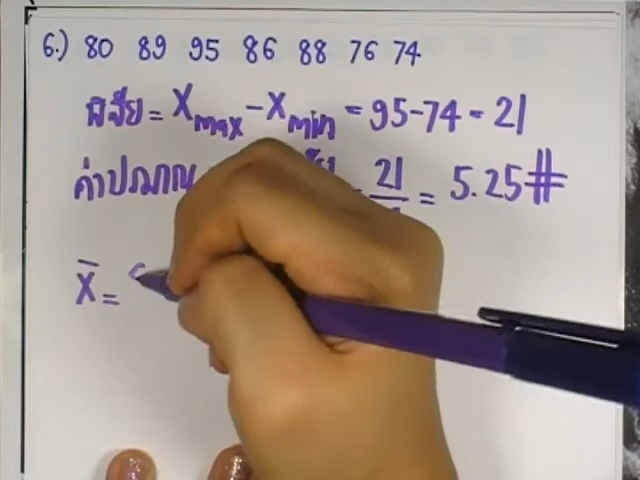 6.) 80 89 95 86 88 76 74
พิสัย = Xmax - Xmin = 95-74 = 21
ค่าประมาณ 21 = 5.25#
X̄ =